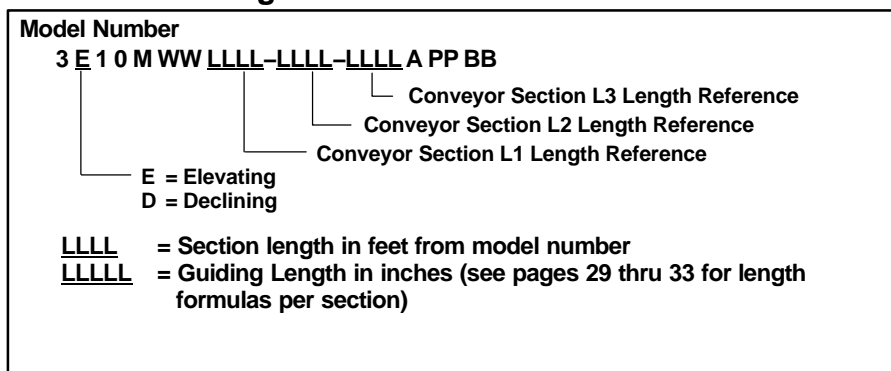 Model Number
3 E 1 0 M WW LLLL–LLLL–LLLL A PP BB
Conveyor Section L3 Length Reference
Conveyor Section L2 Length Reference
Conveyor Section L1 Length Reference
E = Elevating
D = Declining
LLLL = Section length in feet from model number
LLLLL = Guiding Length in inches (see pages 29 thru 33 for length
formulas per section)